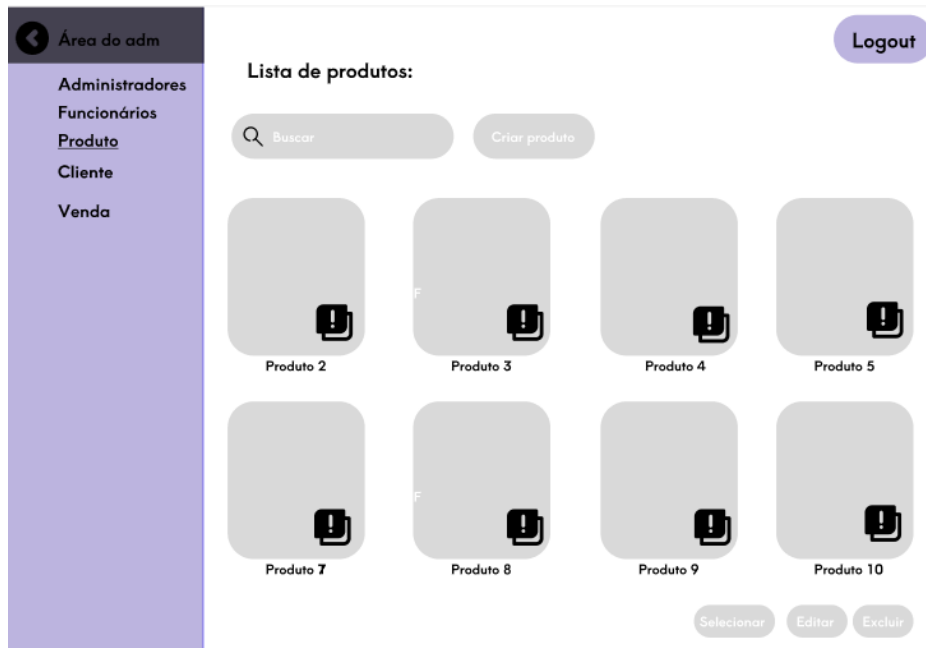 Área do adm
Logout
Administradores
Funcionários
Produto
Cliente
Venda
Lista de produtos:
Buscar
Criar produto
F
Produto 2
Produto 3
Produto 4
Produto 5
F
Produto 7
Produto 8
Produto 9
Produto 10
Selecionar
Editar
Excluir